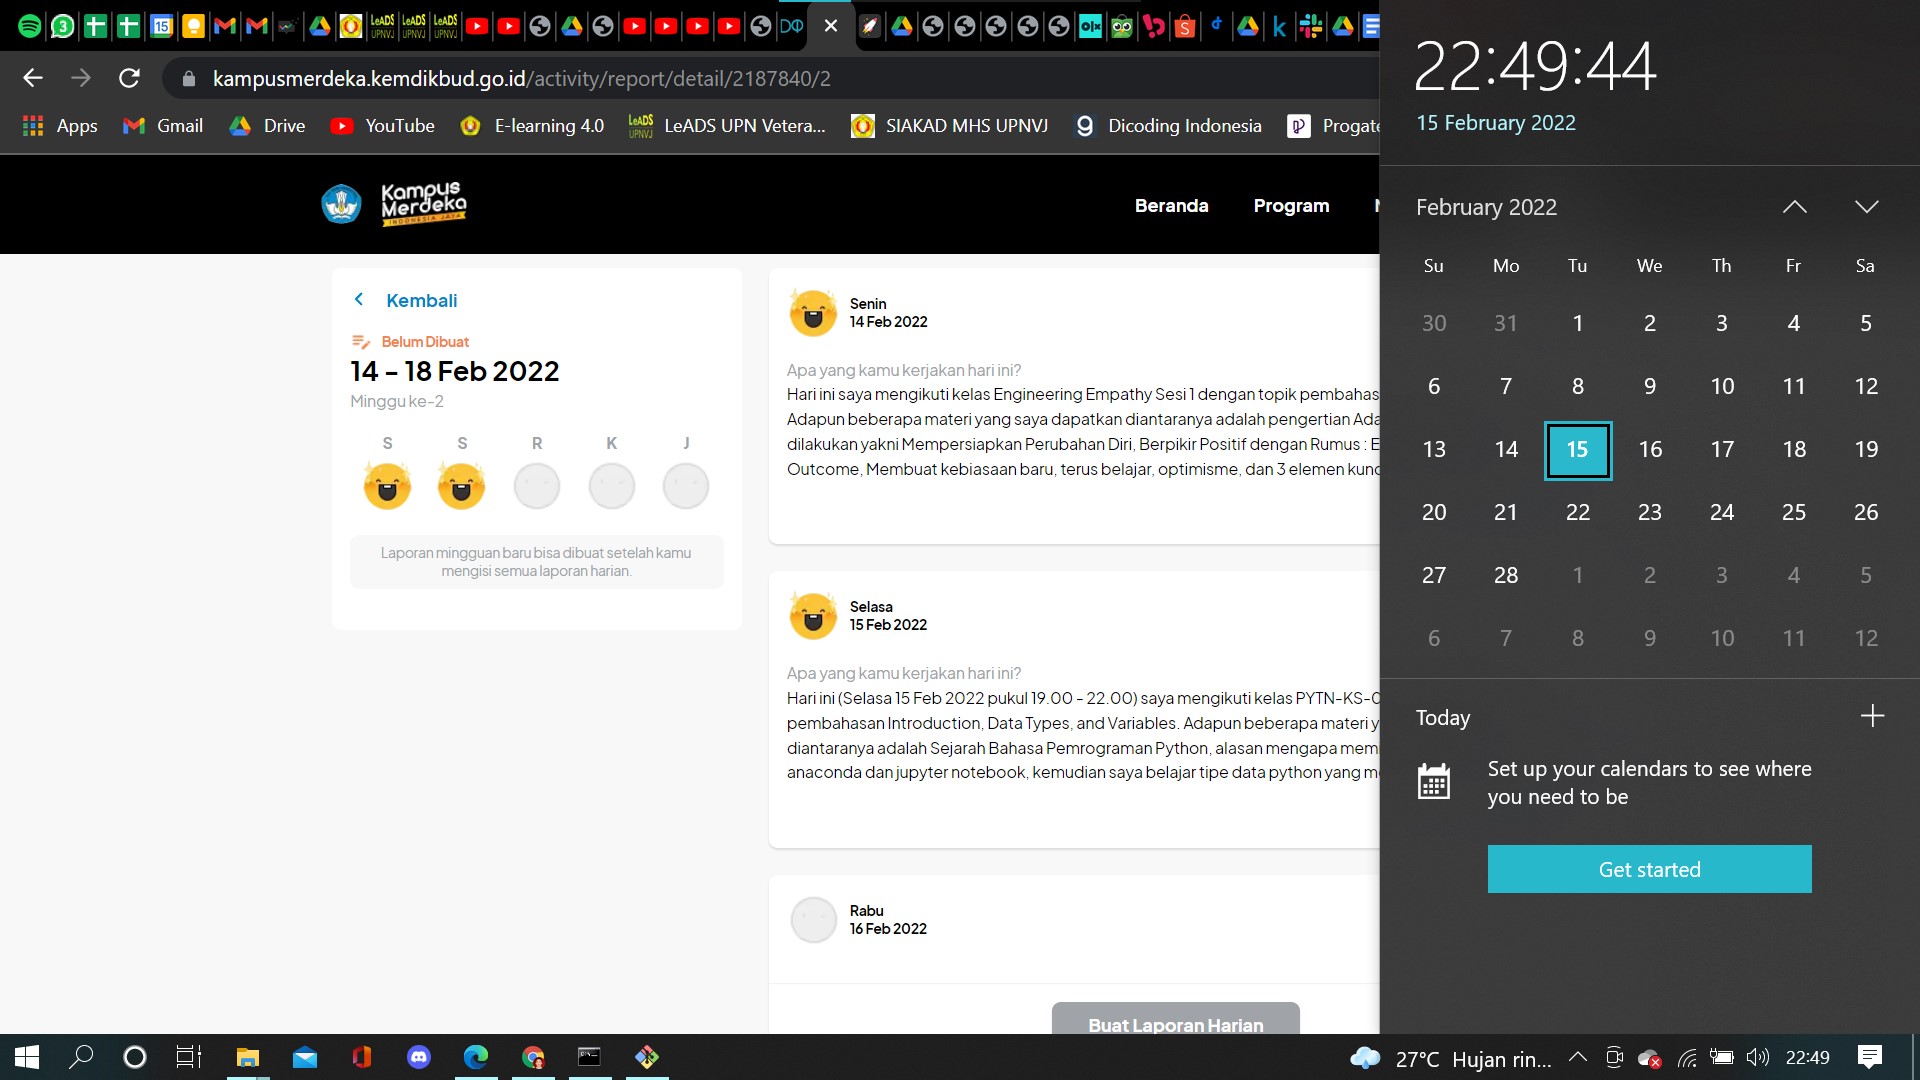 kampusmerdeka.kemdikbud.go.id/activity/report/detail/2187840/2
Apps
Gmail
Drive
YouTube
E-learning 4.0
LeADS UPN Vetera...
SIAKAD MHS UPNVJ
Dicoding Indonesia
Progate
Kampus
Merdeka
INDONESIA JAYA
Beranda
Program
Kembali
Belum Dibuat
14 - 18 Feb 2022
Minggu ke-2
S S R K J
Laporan mingguan baru bisa dibuat setelah kamu
mengisi semua laporan harian.
Senin
14 Feb 2022
Apa yang kamu kerjakan hari ini?
Hari ini saya mengikuti kelas Engineering Empathy Sesi 1 dengan topik pembahas
Adapun beberapa materi yang saya dapatkan diantaranya adalah pengertian Ada
dilakukan yakni Mempersiapkan Perubahan Diri, Berpikir Positif dengan Rumus : E
Outcome, Membuat kebiasaan baru, terus belajar, optimisme, dan 3 elemen kunc
Selasa
15 Feb 2022
Apa yang kamu kerjakan hari ini?
Hari ini (Selasa 15 Feb 2022 pukul 19.00 - 22.00) saya mengikuti kelas PYTN-KS-0
pembahasan Introduction, Data Types, and Variables. Adapun beberapa materi y
diantaranya adalah Sejarah Bahasa Pemrograman Python, alasan mengapa mem
anaconda dan jupyter notebook, kemudian saya belajar tipe data python yang me
Rabu
16 Feb 2022
Buat Laporan Harian
22:49:44
15 February 2022
February 2022
Su Mo Tu We Th Fr Sa
30 31 1 2 3 4 5
6 7 8 9 10 11 12
13 14 15 16 17 18 19
20 21 22 23 24 25 26
27 28 1 2 3 4 5
6 7 8 9 10 11 12
Today
Set up your calendars to see where
you need to be
Get started
27°C Hujan rin...
22:49